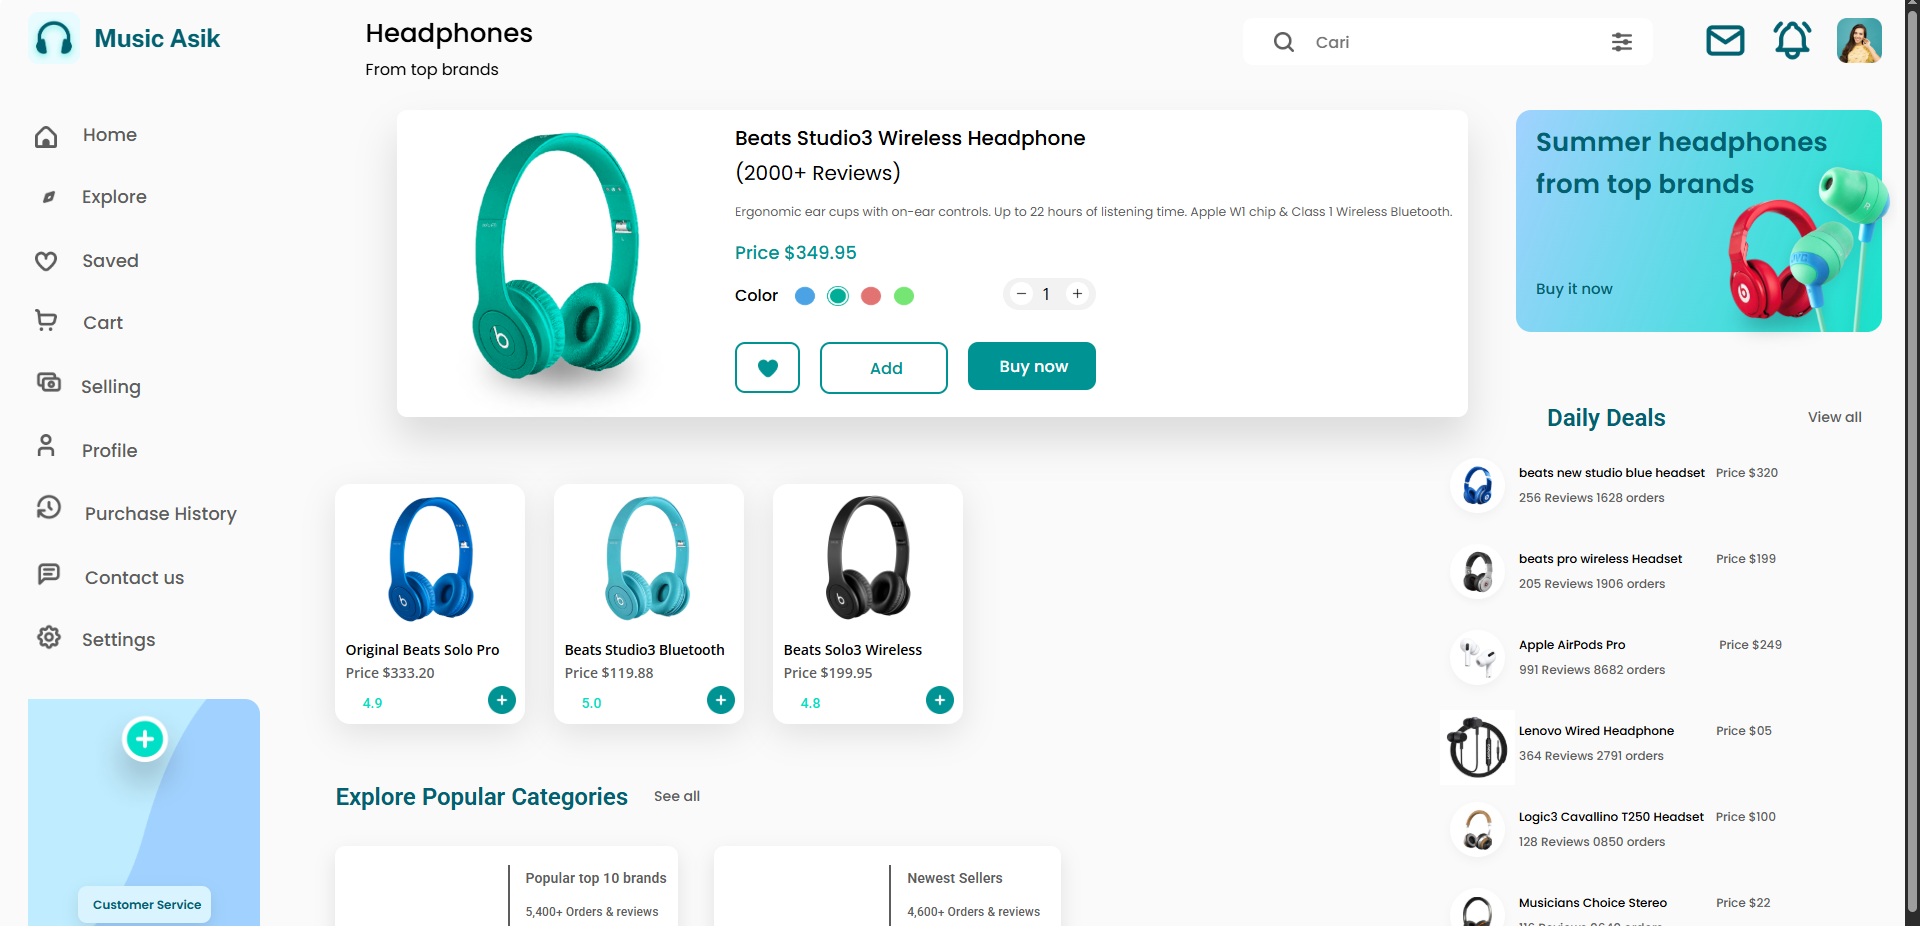 Music Asik
Headphones
From top brands
Cari
Home
Explore
Saved
Cart
Selling
Profile
Purchase History
Contact us
Settings
Customer Service
Beats Studio3 Wireless Headphone
(2000+ Reviews)
Ergonomic ear cups with on-ear controls. Up to 22 hours of listening time. Apple W1 chip & Class 1 Wireless Bluetooth.
Price $349.95
Color
− 1 +
Add
Buy now
Summer headphones
from top brands
Buy it now
Original Beats Solo Pro
Price $333.20
4.9
Beats Studio3 Bluetooth
Price $119.88
5.0
Beats Solo3 Wireless
Price $199.95
4.8
Explore Popular Categories See all
Popular top 10 brands
5,400+ Orders & reviews
Newest Sellers
4,600+ Orders & reviews
Daily Deals View all
beats new studio blue headset Price $320
256 Reviews 1628 orders
beats pro wireless Headset Price $199
205 Reviews 1906 orders
Apple AirPods Pro Price $249
991 Reviews 8682 orders
Lenovo Wired Headphone Price $05
364 Reviews 2791 orders
Logic3 Cavallino T250 Headset Price $100
128 Reviews 0850 orders
Musicians Choice Stereo Price $22